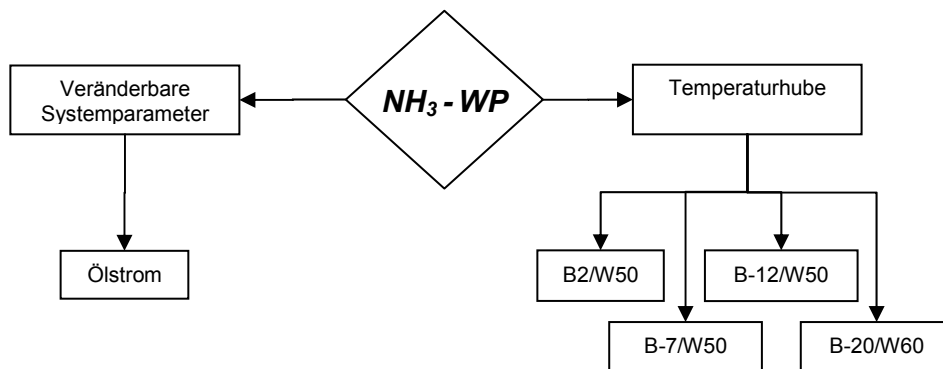 Veränderbare
Systemparameter
NH₃ - WP
Temperaturhube
Ölstrom
B2/W50
B-12/W50
B-7/W50
B-20/W60